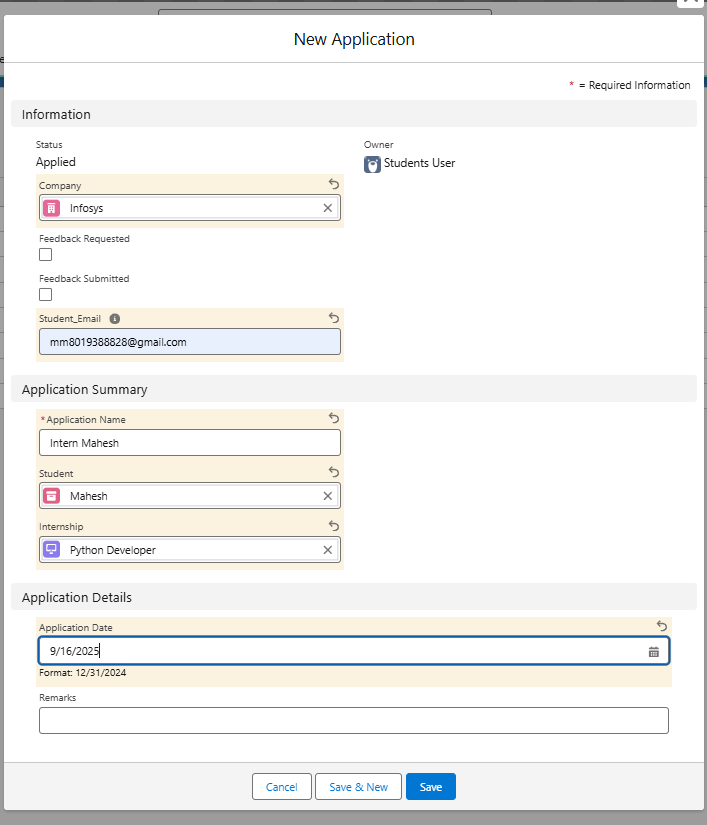 New Application
* = Required Information
Information
Status
Applied
Owner
Students User
Company
Infosys
Feedback Requested
Feedback Submitted
Student_Email
mm8019388828@gmail.com
Application Summary
*Application Name
Intern Mahesh
Student
Mahesh
Internship
Python Developer
Application Details
Application Date
9/16/2025
Format: 12/31/2024
Remarks
Cancel
Save & New
Save